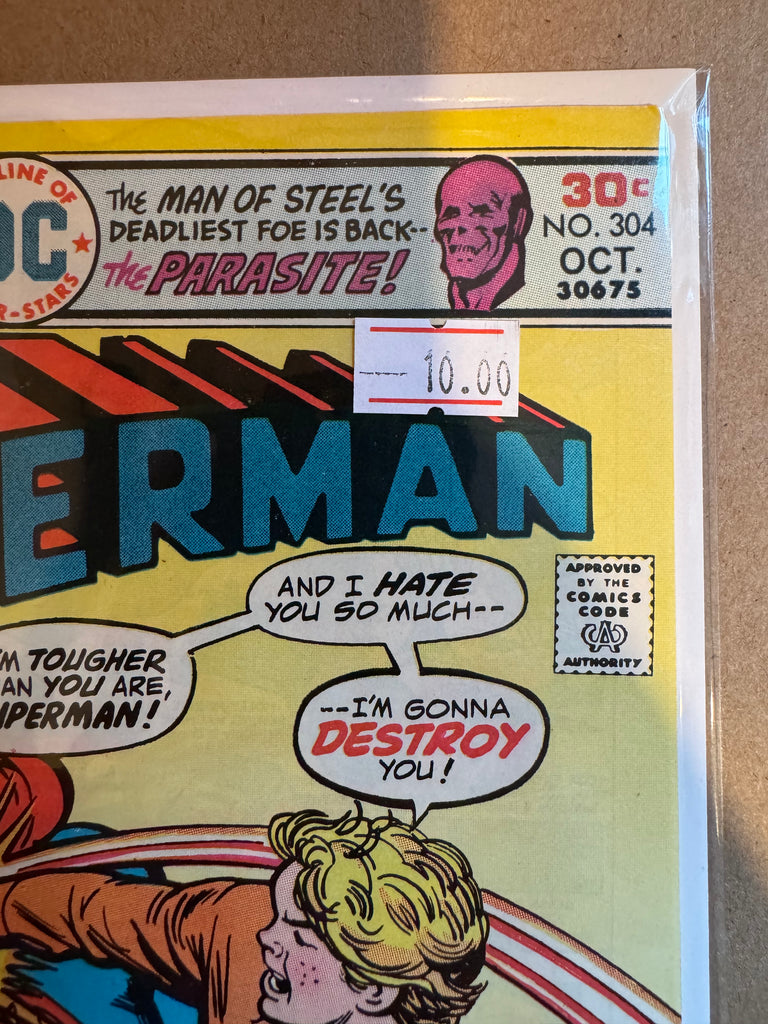 LINE OF
DC
R-STARS
THE MAN OF STEEL'S
DEADLIEST FOE IS BACK--
THE PARASITE!
30¢
NO. 304
OCT.
30675
10.00
ERMAN
APPROVED
BY THE
COMICS
CODE
CA
AUTHORITY
AND I HATE
YOU SO MUCH--
'M TOUGHER
AN YOU ARE,
UPERMAN!
--I'M GONNA
DESTROY
YOU!